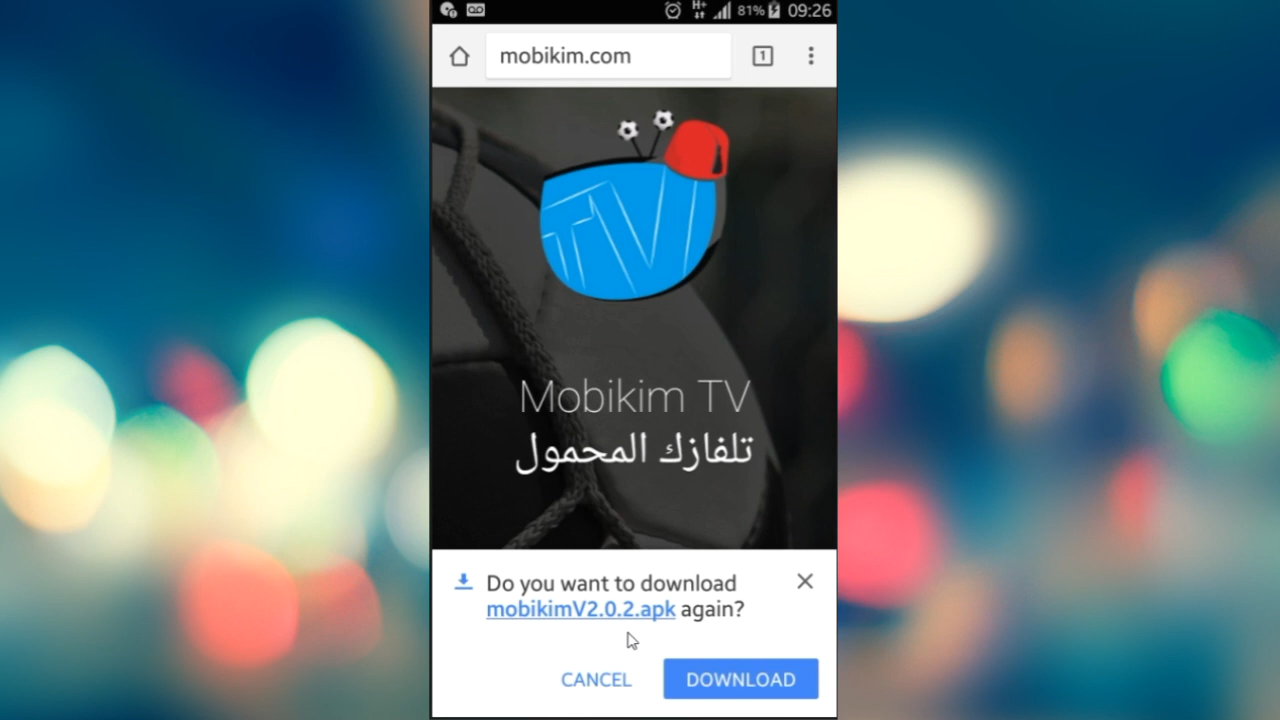 H+
81%
09:26
mobikim.com
1
TV
Mobikim TV
تلفازك المحمول
Do you want to download
mobikimV2.0.2.apk again?
CANCEL
DOWNLOAD